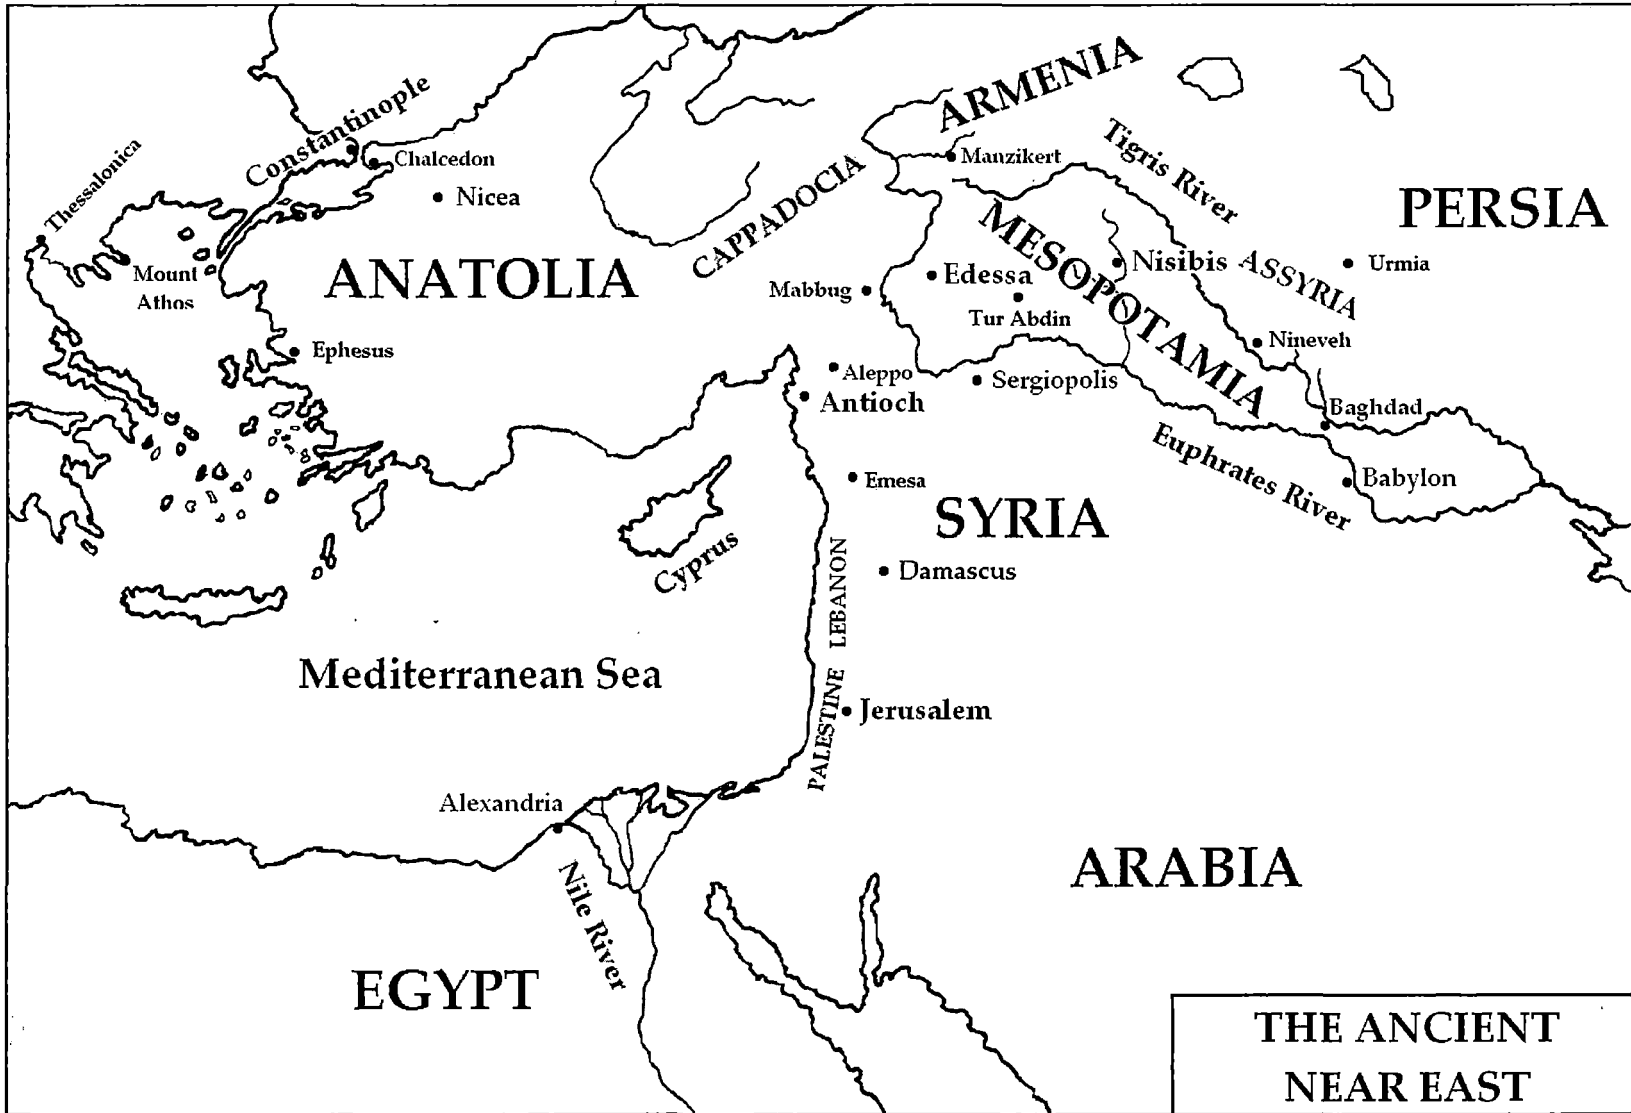 ARMENIA
Constantinople
Thessalonica
Chalcedon
Nicea
CAPPADOCIA
Manzikert
Tigris River
PERSIA
MESOPOTAMIA
Mount
Athos
ANATOLIA
Mabbug
Edessa
Tur Abdin
Nisibis
ASSYRIA
Urmia
Ephesus
Nineveh
Aleppo
Antioch
Sergiopolis
Baghdad
Euphrates River
Babylon
Emesa
SYRIA
Cyprus
Damascus
LEBANON
Mediterranean Sea
PALESTINE
Jerusalem
Alexandria
Nile River
ARABIA
EGYPT
THE ANCIENT
NEAR EAST